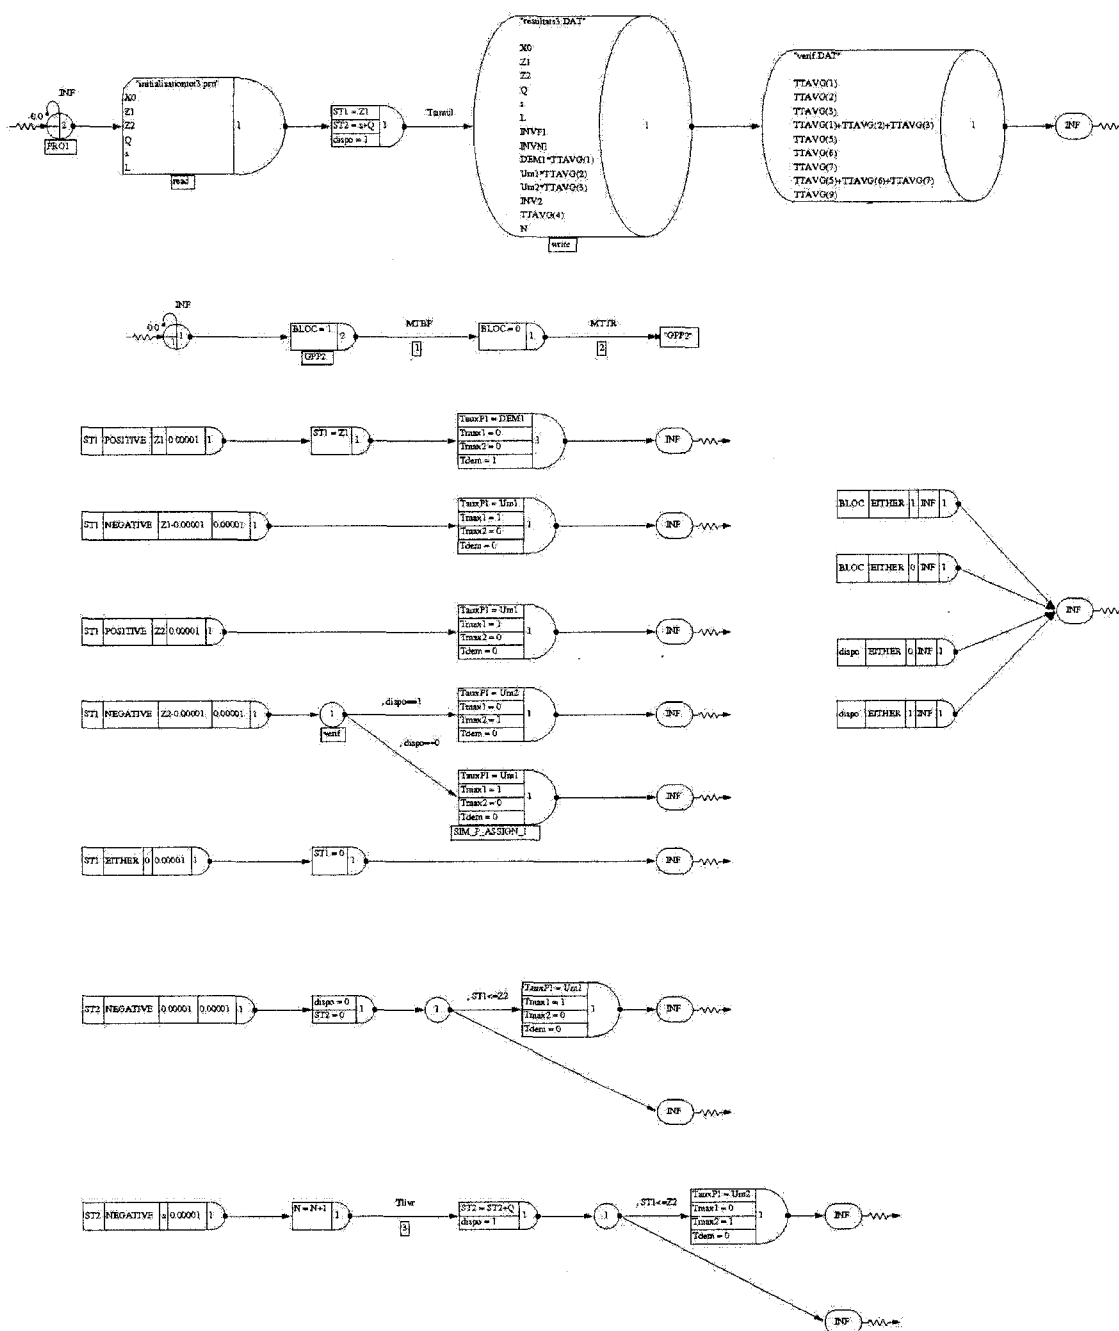 "resultats3.DAT"
X0
Z1
Z2
Q
s
L
INVF1
INVN1
DEM1*TTAVG(1)
Um1*TTAVG(2)
Um2*TTAVG(3)
INV2
TTAVG(4)
N
1
write
"verif.DAT"
TTAVG(1)
TTAVG(2)
TTAVG(3)
TTAVG(1)+TTAVG(2)+TTAVG(3)
TTAVG(5)
TTAVG(6)
TTAVG(7)
TTAVG(5)+TTAVG(6)+TTAVG(7)
TTAVG(9)
1
INF
INF
0.0
2
PRO1
"initialisationtot3.prn"
X0
Z1
Z2
Q
s
L
1
read
ST1 = Z1
ST2 = s+Q
dispo = 1
1
Tsimul
INF
0.0
1
1
BLOC = 1
2
GPP2
MTBF
1
BLOC = 0
1
MTTR
2
"GPP2"
ST1 POSITIVE Z1 0.00001 1
ST1 = Z1
1
TauxP1 = DEM1
Tmax1 = 0
Tmax2 = 0
Tdem = 1
1
INF
ST1 NEGATIVE Z1-0.00001 0.00001 1
TauxP1 = Um1
Tmax1 = 1
Tmax2 = 0
Tdem = 0
1
INF
ST1 POSITIVE Z2 0.00001 1
TauxP1 = Um1
Tmax1 = 1
Tmax2 = 0
Tdem = 0
1
INF
ST1 NEGATIVE Z2-0.00001 0.00001 1
1
verif
, dispo==1
, dispo==0
TauxP1 = Um2
Tmax1 = 0
Tmax2 = 1
Tdem = 0
1
INF
TauxP1 = Um1
Tmax1 = 1
Tmax2 = 0
Tdem = 0
1
SIM_P_ASSIGN_1
INF
ST1 EITHER 0 0.00001 1
ST1 = 0
1
INF
BLOC EITHER 1 INF 1
BLOC EITHER 0 INF 1
dispo EITHER 0 INF 1
dispo EITHER 1 INF 1
INF
ST2 NEGATIVE 0.00001 0.00001 1
dispo = 0
ST2 = 0
1
1
, ST1<=Z2
TauxP1 = Um1
Tmax1 = 1
Tmax2 = 0
Tdem = 0
1
INF
INF
ST2 NEGATIVE s 0.00001 1
N = N+1
1
Tlivr
3
ST2 = ST2+Q
dispo = 1
1
1
, ST1<=Z2
TauxP1 = Um2
Tmax1 = 0
Tmax2 = 1
Tdem = 0
1
INF
INF